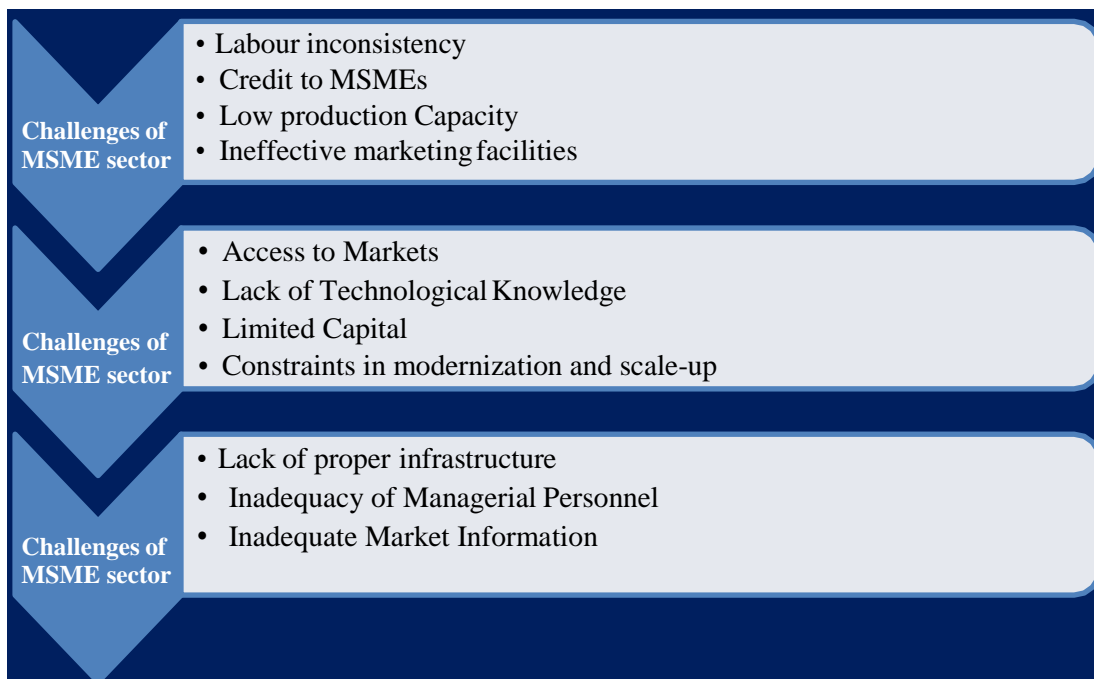 Challenges of
MSME sector
• Labour inconsistency
• Credit to MSMEs
• Low production Capacity
• Ineffective marketing facilities
Challenges of
MSME sector
• Access to Markets
• Lack of Technological Knowledge
• Limited Capital
• Constraints in modernization and scale-up
Challenges of
MSME sector
• Lack of proper infrastructure
• Inadequacy of Managerial Personnel
• Inadequate Market Information